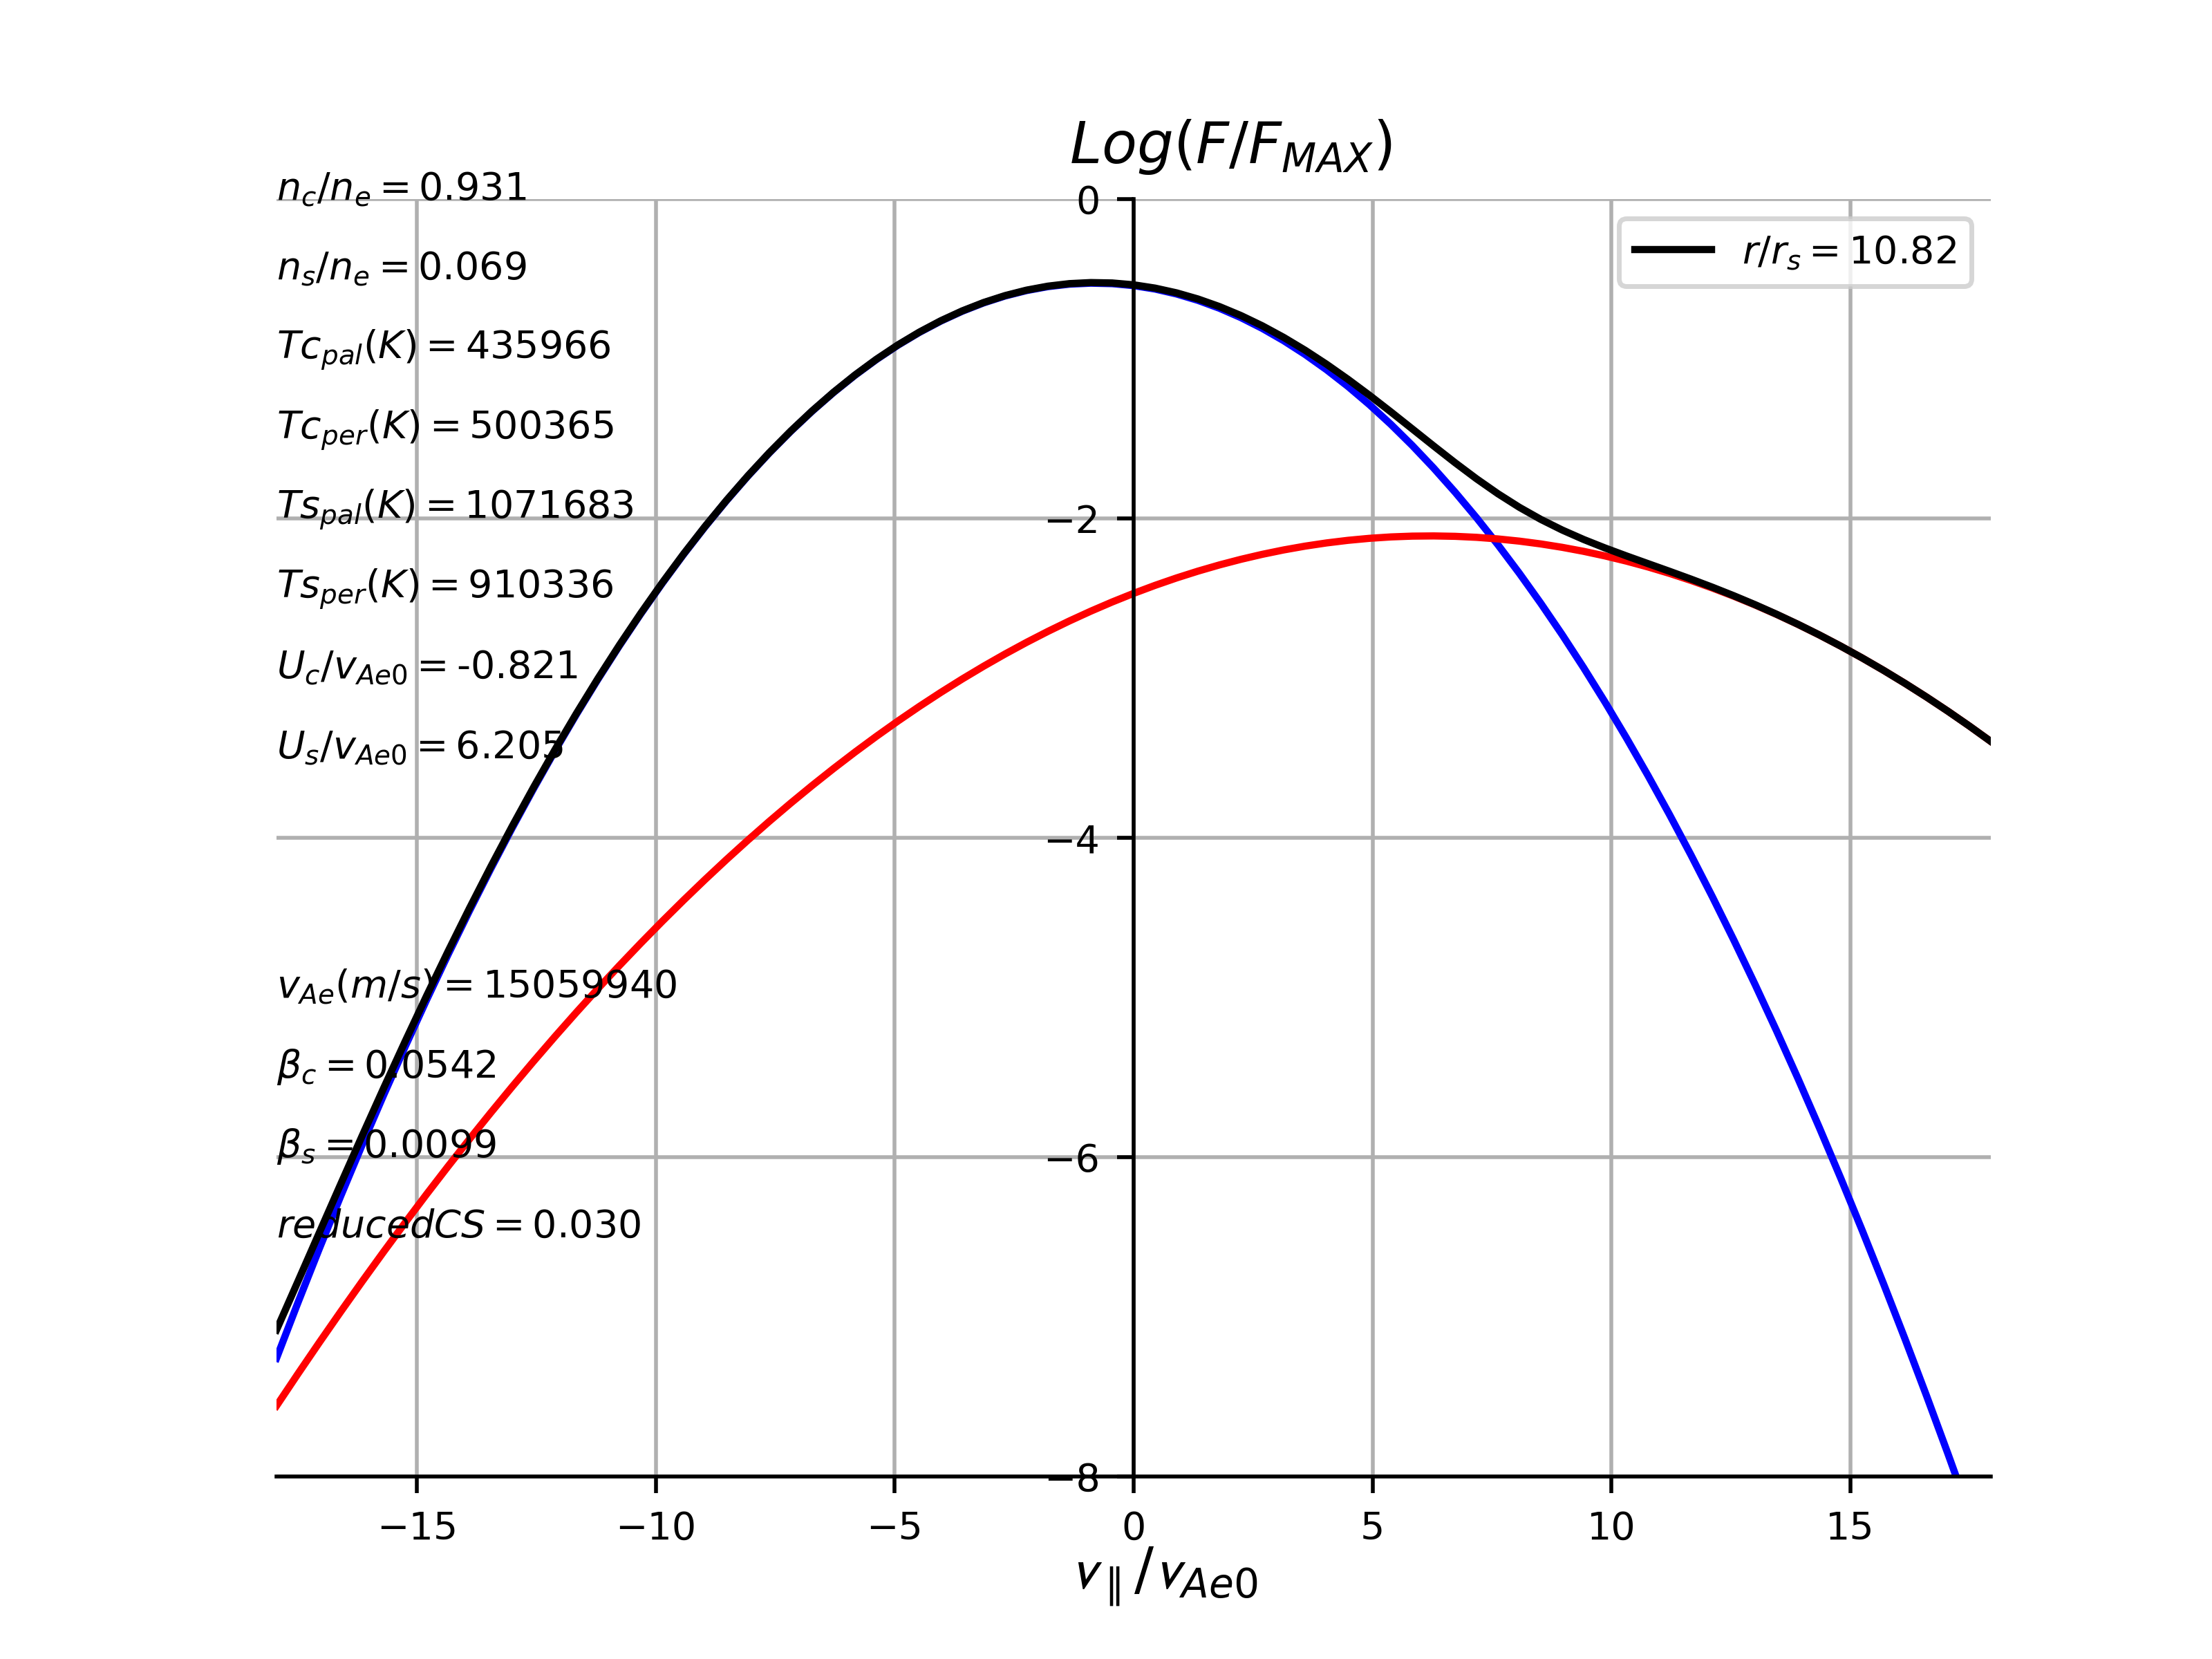 Log(F/F_MAX)
n_c/n_e = 0.931
n_s/n_e = 0.069
Tc_pal(K) = 435966
Tc_per(K) = 500365
Ts_pal(K) = 1071683
Ts_per(K) = 910336
U_c/v_Ae0 = -0.821
U_s/v_Ae0 = 6.205
v_Ae(m/s) = 15059940
β_c = 0.0542
β_s = 0.0099
reducedCS = 0.030
r/r_s = 10.82
0
−2
−4
−6
−8
−15 −10 −5 0 5 10 15
v_∥/v_Ae0